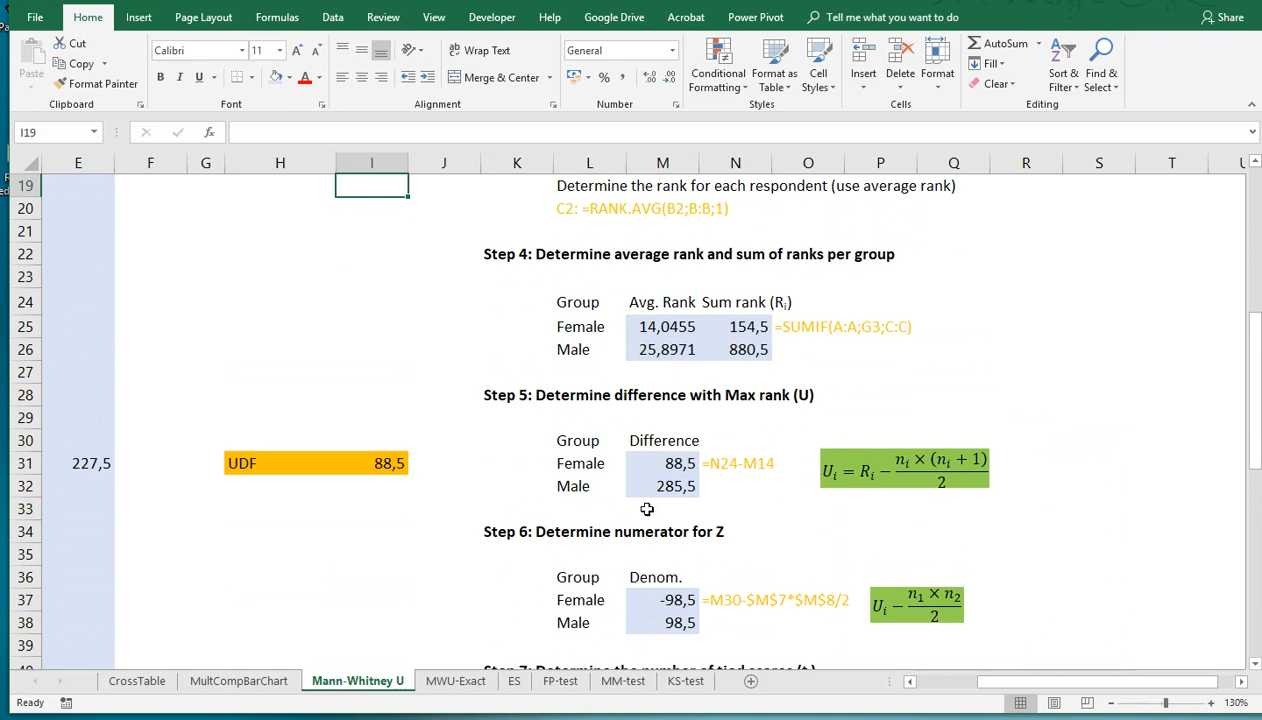 File Home Insert Page Layout Formulas Data Review View Developer Help Google Drive Acrobat Power Pivot Tell me what you want to do Share
Cut
Copy
Format Painter
Paste
Clipboard
Calibri 11
B I U
Font
Wrap Text
Merge & Center
Alignment
General
Number
Conditional Formatting
Format as Table
Cell Styles
Styles
Insert Delete Format
Cells
AutoSum
Fill
Clear
Sort & Filter
Find & Select
Editing
I19 fx
E F G H I J K L M N O P Q R S T U
19 Determine the rank for each respondent (use average rank)
20 C2: =RANK.AVG(B2;B:B;1)
21
22 Step 4: Determine average rank and sum of ranks per group
23
24 Group Avg. Rank Sum rank (Ri)
25 Female 14,0455 154,5 =SUMIF(A:A;G3;C:C)
26 Male 25,8971 880,5
27
28 Step 5: Determine difference with Max rank (U)
29
30 Group Difference
31 227,5 UDF 88,5 Female 88,5 =N24-M14 Ui = Ri − ni × (ni + 1) / 2
32 Male 285,5
33
34 Step 6: Determine numerator for Z
35
36 Group Denom.
37 Female -98,5 =M30-$M$7*$M$8/2 Ui − n1 × n2 / 2
38 Male 98,5
39
CrossTable MultCompBarChart Mann-Whitney U MWU-Exact ES FP-test MM-test KS-test
Ready 130%